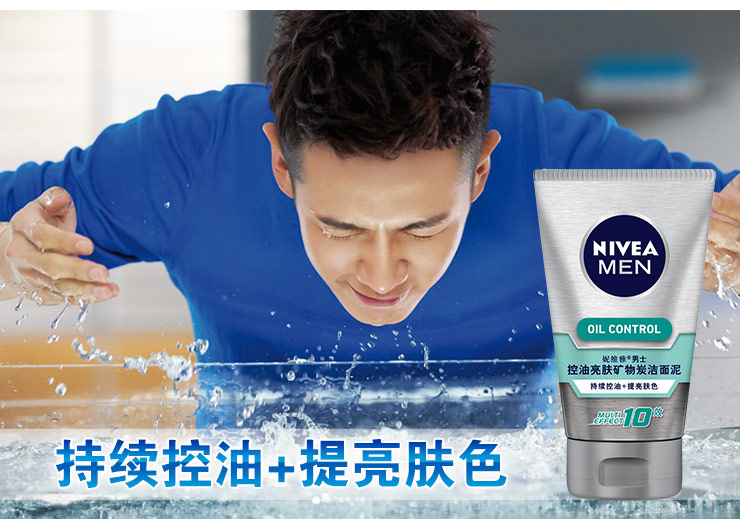 NIVEA
MEN
OIL CONTROL
妮维雅®男士
控油亮肤矿物炭洁面泥
持续控油+提亮肤色
MULTI
EFFECT 10效
持续控油+提亮肤色